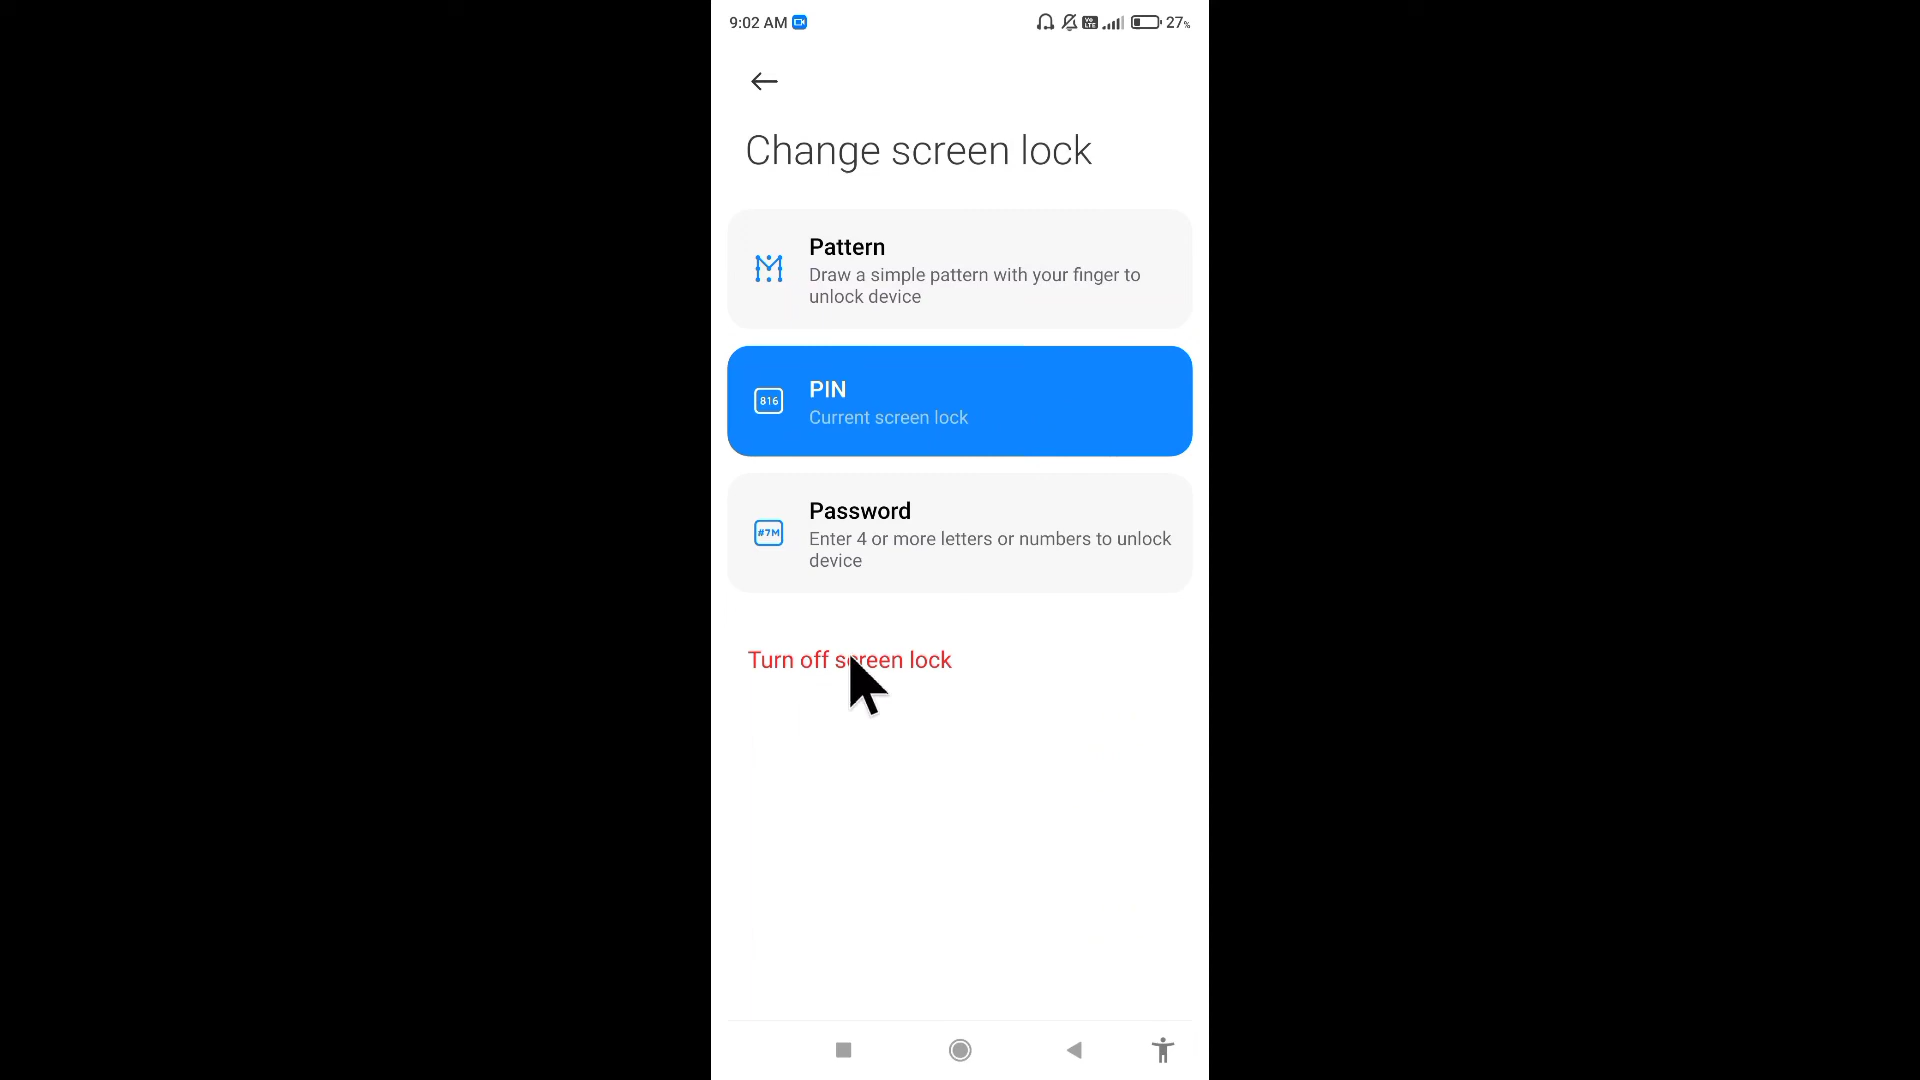 9:02 AM
Vo LTE
27%
Change screen lock
Pattern
Draw a simple pattern with your finger to
unlock device
816
PIN
Current screen lock
#7M
Password
Enter 4 or more letters or numbers to unlock
device
Turn off screen lock